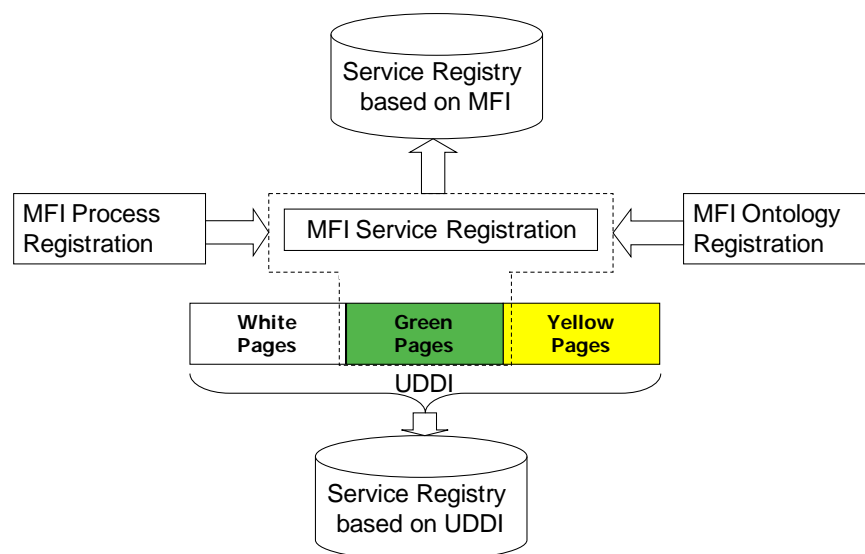 Service Registry
based on MFI
MFI Process
Registration
MFI Service Registration
MFI Ontology
Registration
White
Pages
Green
Pages
Yellow
Pages
UDDI
Service Registry
based on UDDI